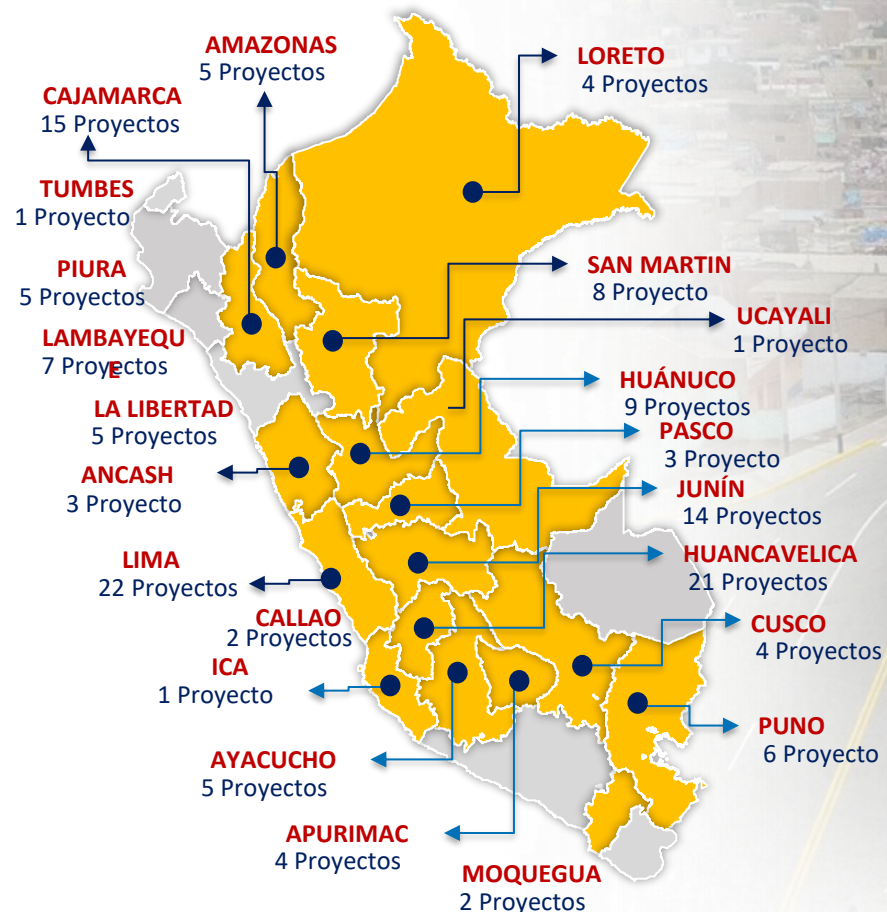 AMAZONAS
5 Proyectos
LORETO
4 Proyectos
CAJAMARCA
15 Proyectos
TUMBES
1 Proyecto
PIURA
5 Proyectos
SAN MARTIN
8 Proyecto
UCAYALI
1 Proyecto
LAMBAYEQU
E
7 Proyectos
HUÁNUCO
9 Proyectos
LA LIBERTAD
5 Proyectos
PASCO
3 Proyecto
ANCASH
3 Proyecto
JUNÍN
14 Proyectos
LIMA
22 Proyectos
HUANCAVELICA
21 Proyectos
CALLAO
2 Proyectos
CUSCO
4 Proyectos
ICA
1 Proyecto
PUNO
6 Proyecto
AYACUCHO
5 Proyectos
APURIMAC
4 Proyectos
MOQUEGUA
2 Proyectos